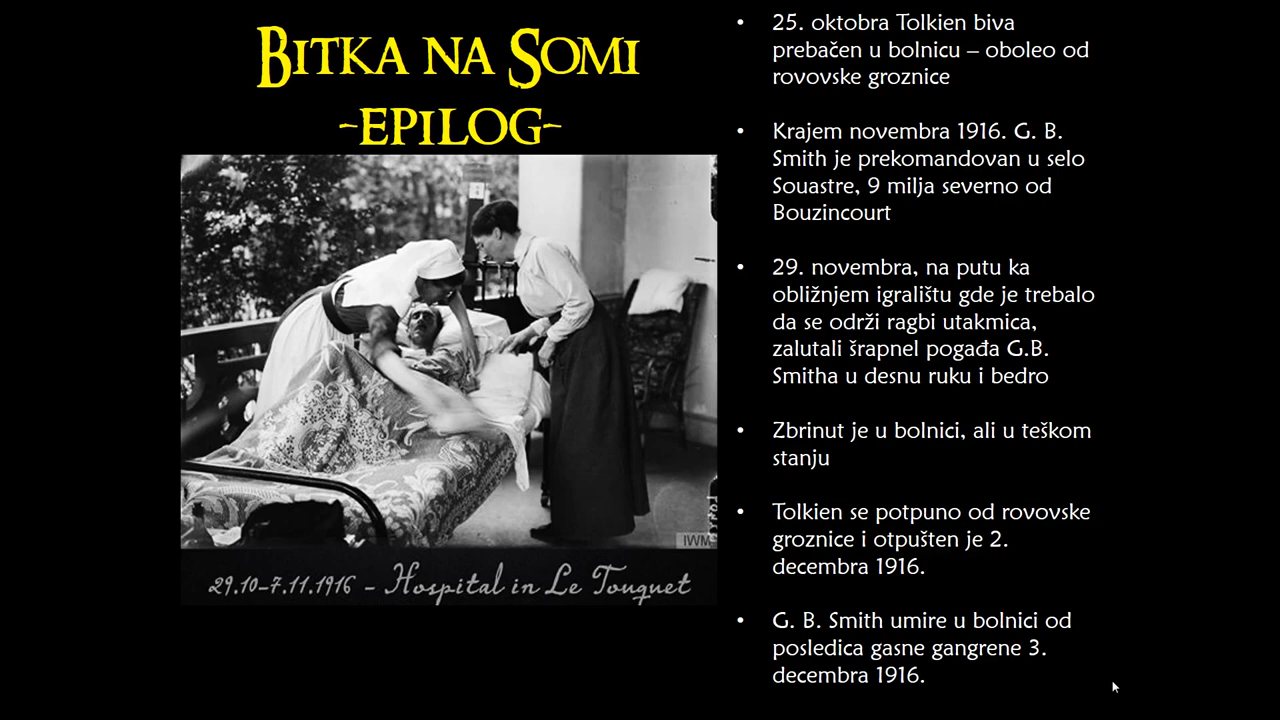 BITKA NA SOMI
-EPILOG-
IWM
29.10-7.11.1916 - Hospital in Le Touquet
• 25. oktobra Tolkien biva
prebačen u bolnicu – oboleo od
rovovske groznice
• Krajem novembra 1916. G. B.
Smith je prekomandovan u selo
Souastre, 9 milja severno od
Bouzincourt
• 29. novembra, na putu ka
obližnjem igralištu gde je trebalo
da se održi ragbi utakmica,
zalutali šrapnel pogađa G.B.
Smitha u desnu ruku i bedro
• Zbrinut je u bolnici, ali u teškom
stanju
• Tolkien se potpuno od rovovske
groznice i otpušten je 2.
decembra 1916.
• G. B. Smith umire u bolnici od
posledica gasne gangrene 3.
decembra 1916.